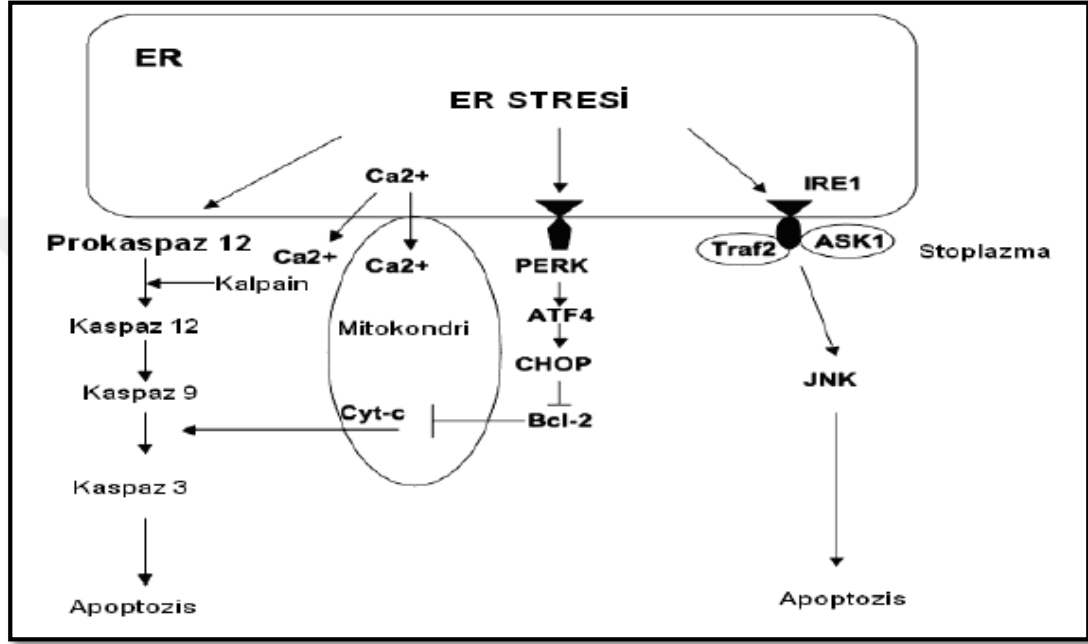 ER
ER STRESİ
Ca2+
IRE1
Prokaspaz 12
Ca2+
Ca2+
PERK
Traf2
ASK1
Stoplazma
Kalpain
Kaspaz 12
Mitokondri
ATF4
CHOP
JNK
Kaspaz 9
Cyt-c
Bcl-2
Kaspaz 3
Apoptozis
Apoptozis